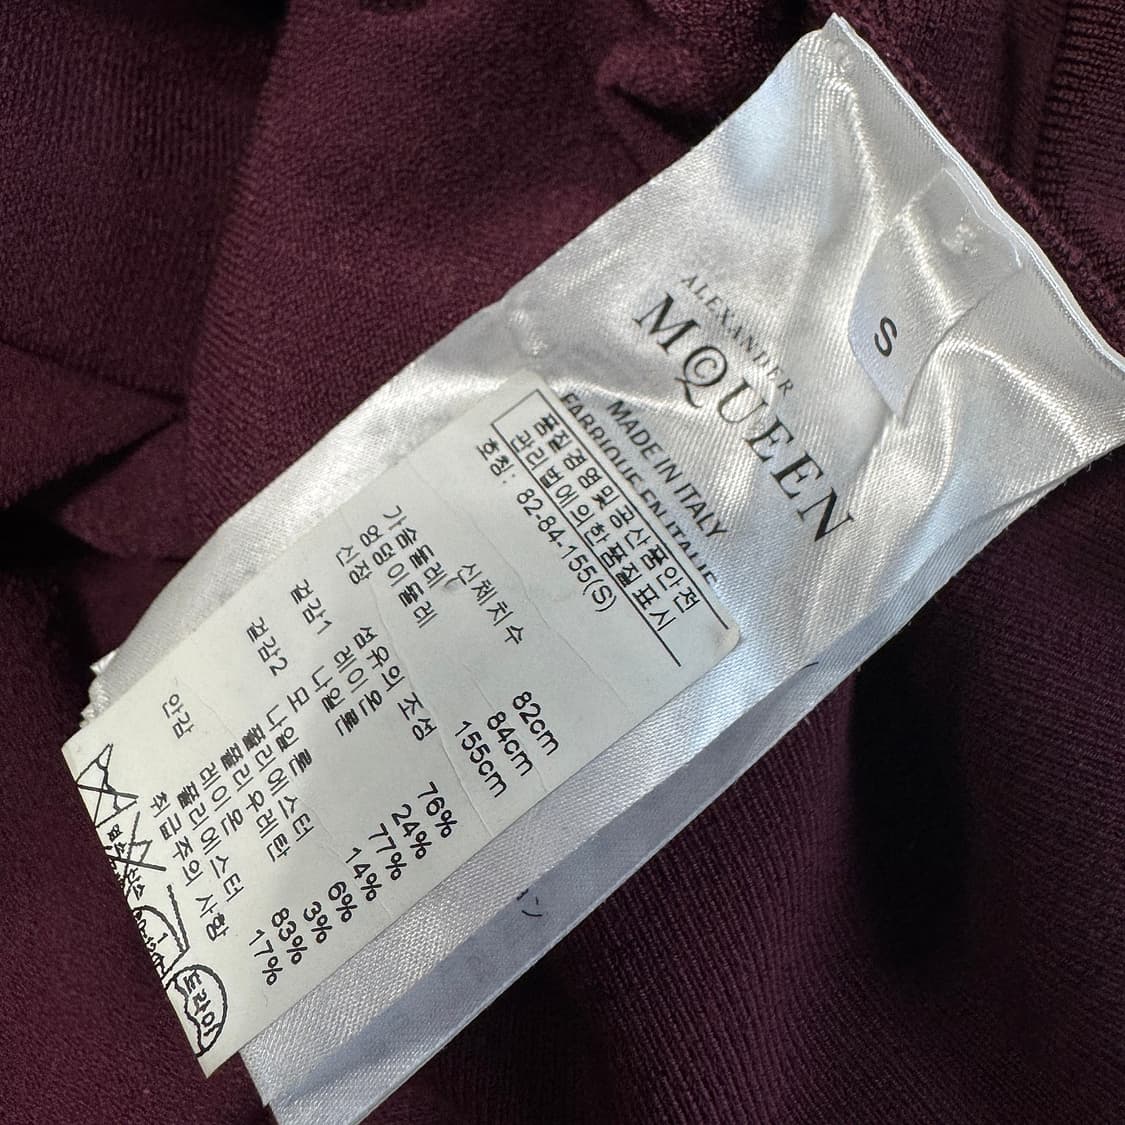 S
ALEXANDER
McQUEEN
MADE IN ITALY
FABRIQUE EN ITALIE
품질경영및 공산품안전
관리법에의한품질표시
호칭: 82-84-155(S)
신체치수
가슴둘레 82cm
엉덩이둘레 84cm
신장 155cm
섬유의 조성
겉감1 레이온 76%
나일론 24%
겉감2 모 77%
나일론 14%
폴리에스터 6%
폴리우레탄 3%
안감 레이온 83%
폴리에스터 17%
취급주의 사항
드라이
ン